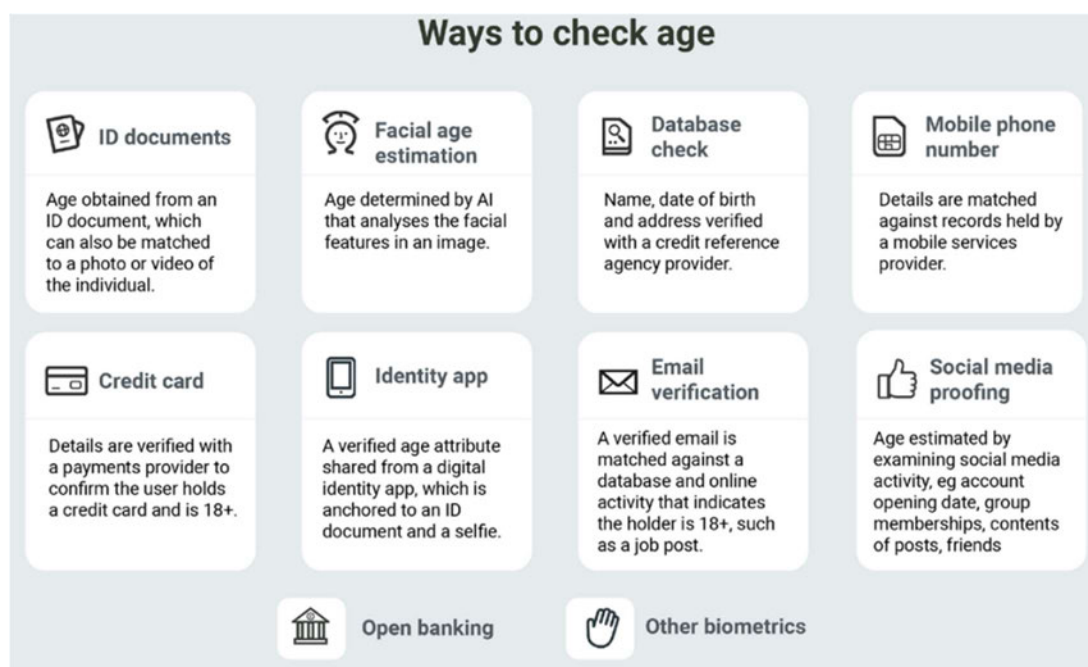 Ways to check age
ID documents
Age obtained from an
ID document, which
can also be matched
to a photo or video of
the individual.
Facial age
estimation
Age determined by AI
that analyses the facial
features in an image.
Database
check
Name, date of birth
and address verified
with a credit reference
agency provider.
Mobile phone
number
Details are matched
against records held by
a mobile services
provider.
Credit card
Details are verified with
a payments provider to
confirm the user holds
a credit card and is 18+.
Identity app
A verified age attribute
shared from a digital
identity app, which is
anchored to an ID
document and a selfie.
Email
verification
A verified email is
matched against a
database and online
activity that indicates
the holder is 18+, such
as a job post.
Social media
proofing
Age estimated by
examining social media
activity, eg account
opening date, group
memberships, contents
of posts, friends
Open banking
Other biometrics